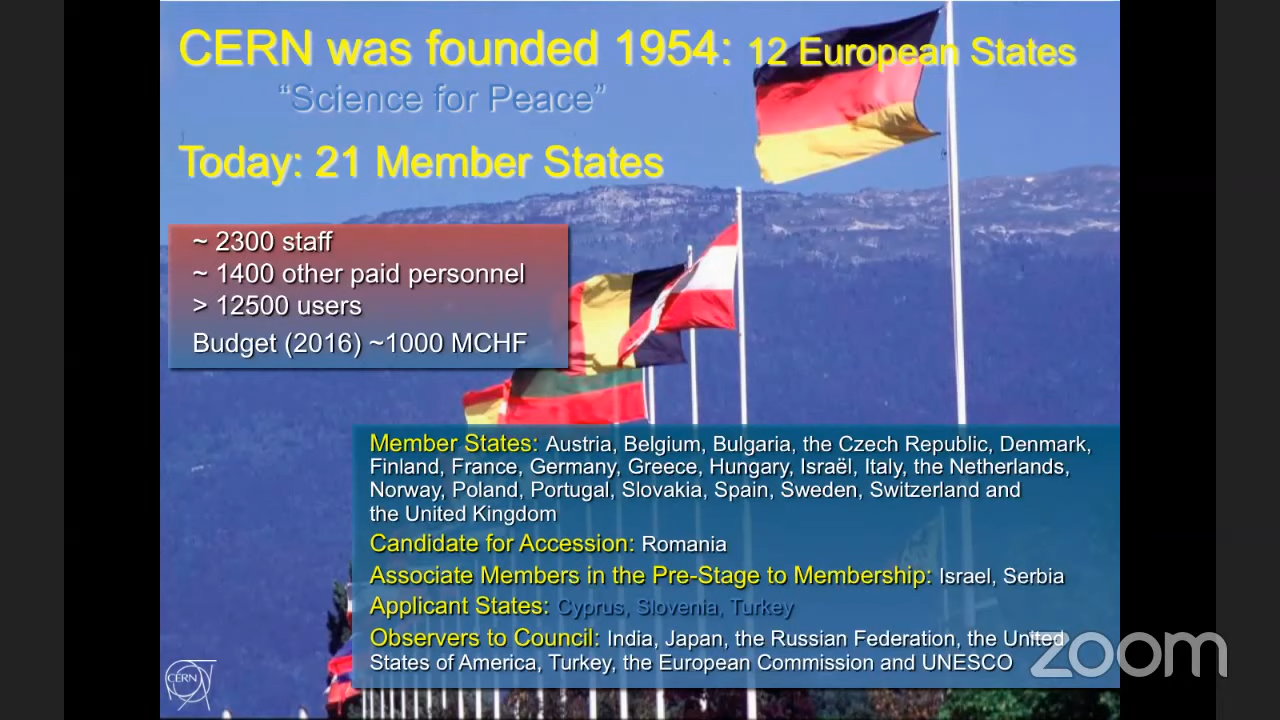 CERN was founded 1954: 12 European States
“Science for Peace”
Today: 21 Member States
~ 2300 staff
~ 1400 other paid personnel
> 12500 users
Budget (2016) ~1000 MCHF
Member States: Austria, Belgium, Bulgaria, the Czech Republic, Denmark,
Finland, France, Germany, Greece, Hungary, Israël, Italy, the Netherlands,
Norway, Poland, Portugal, Slovakia, Spain, Sweden, Switzerland and
the United Kingdom
Candidate for Accession: Romania
Associate Members in the Pre-Stage to Membership: Israel, Serbia
Applicant States: Cyprus, Slovenia, Turkey
Observers to Council: India, Japan, the Russian Federation, the United
States of America, Turkey, the European Commission and UNESCO
zoom
CERN